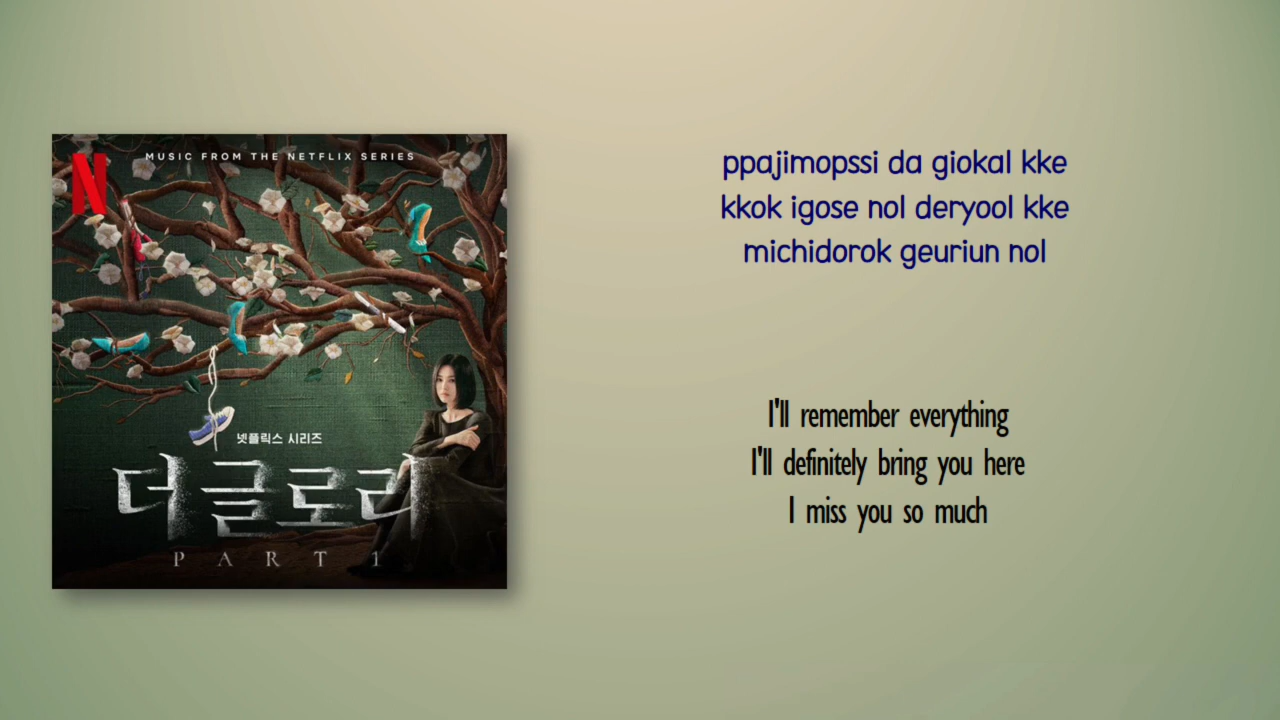 MUSIC FROM THE NETFLIX SERIES
N
넷플릭스 시리즈
더 글로리
PART 1
ppajimopssi da giokal kke
kkok igose nol deryool kke
michidorok geuriun nol
I'll remember everything
I'll definitely bring you here
I miss you so much